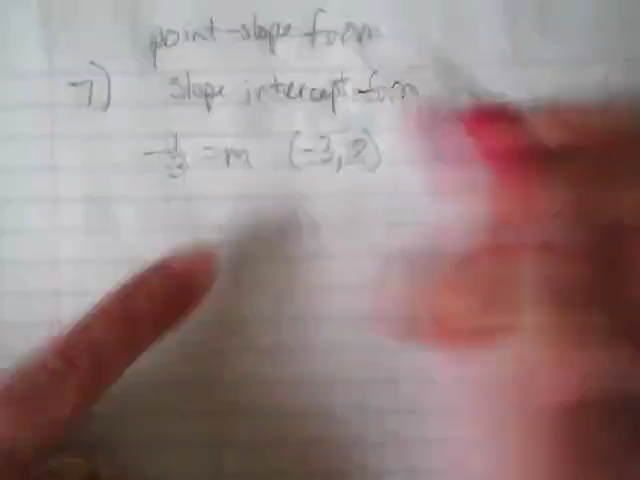 point-slope form
7) slope intercept form
-1/3 = m (-3, 2)